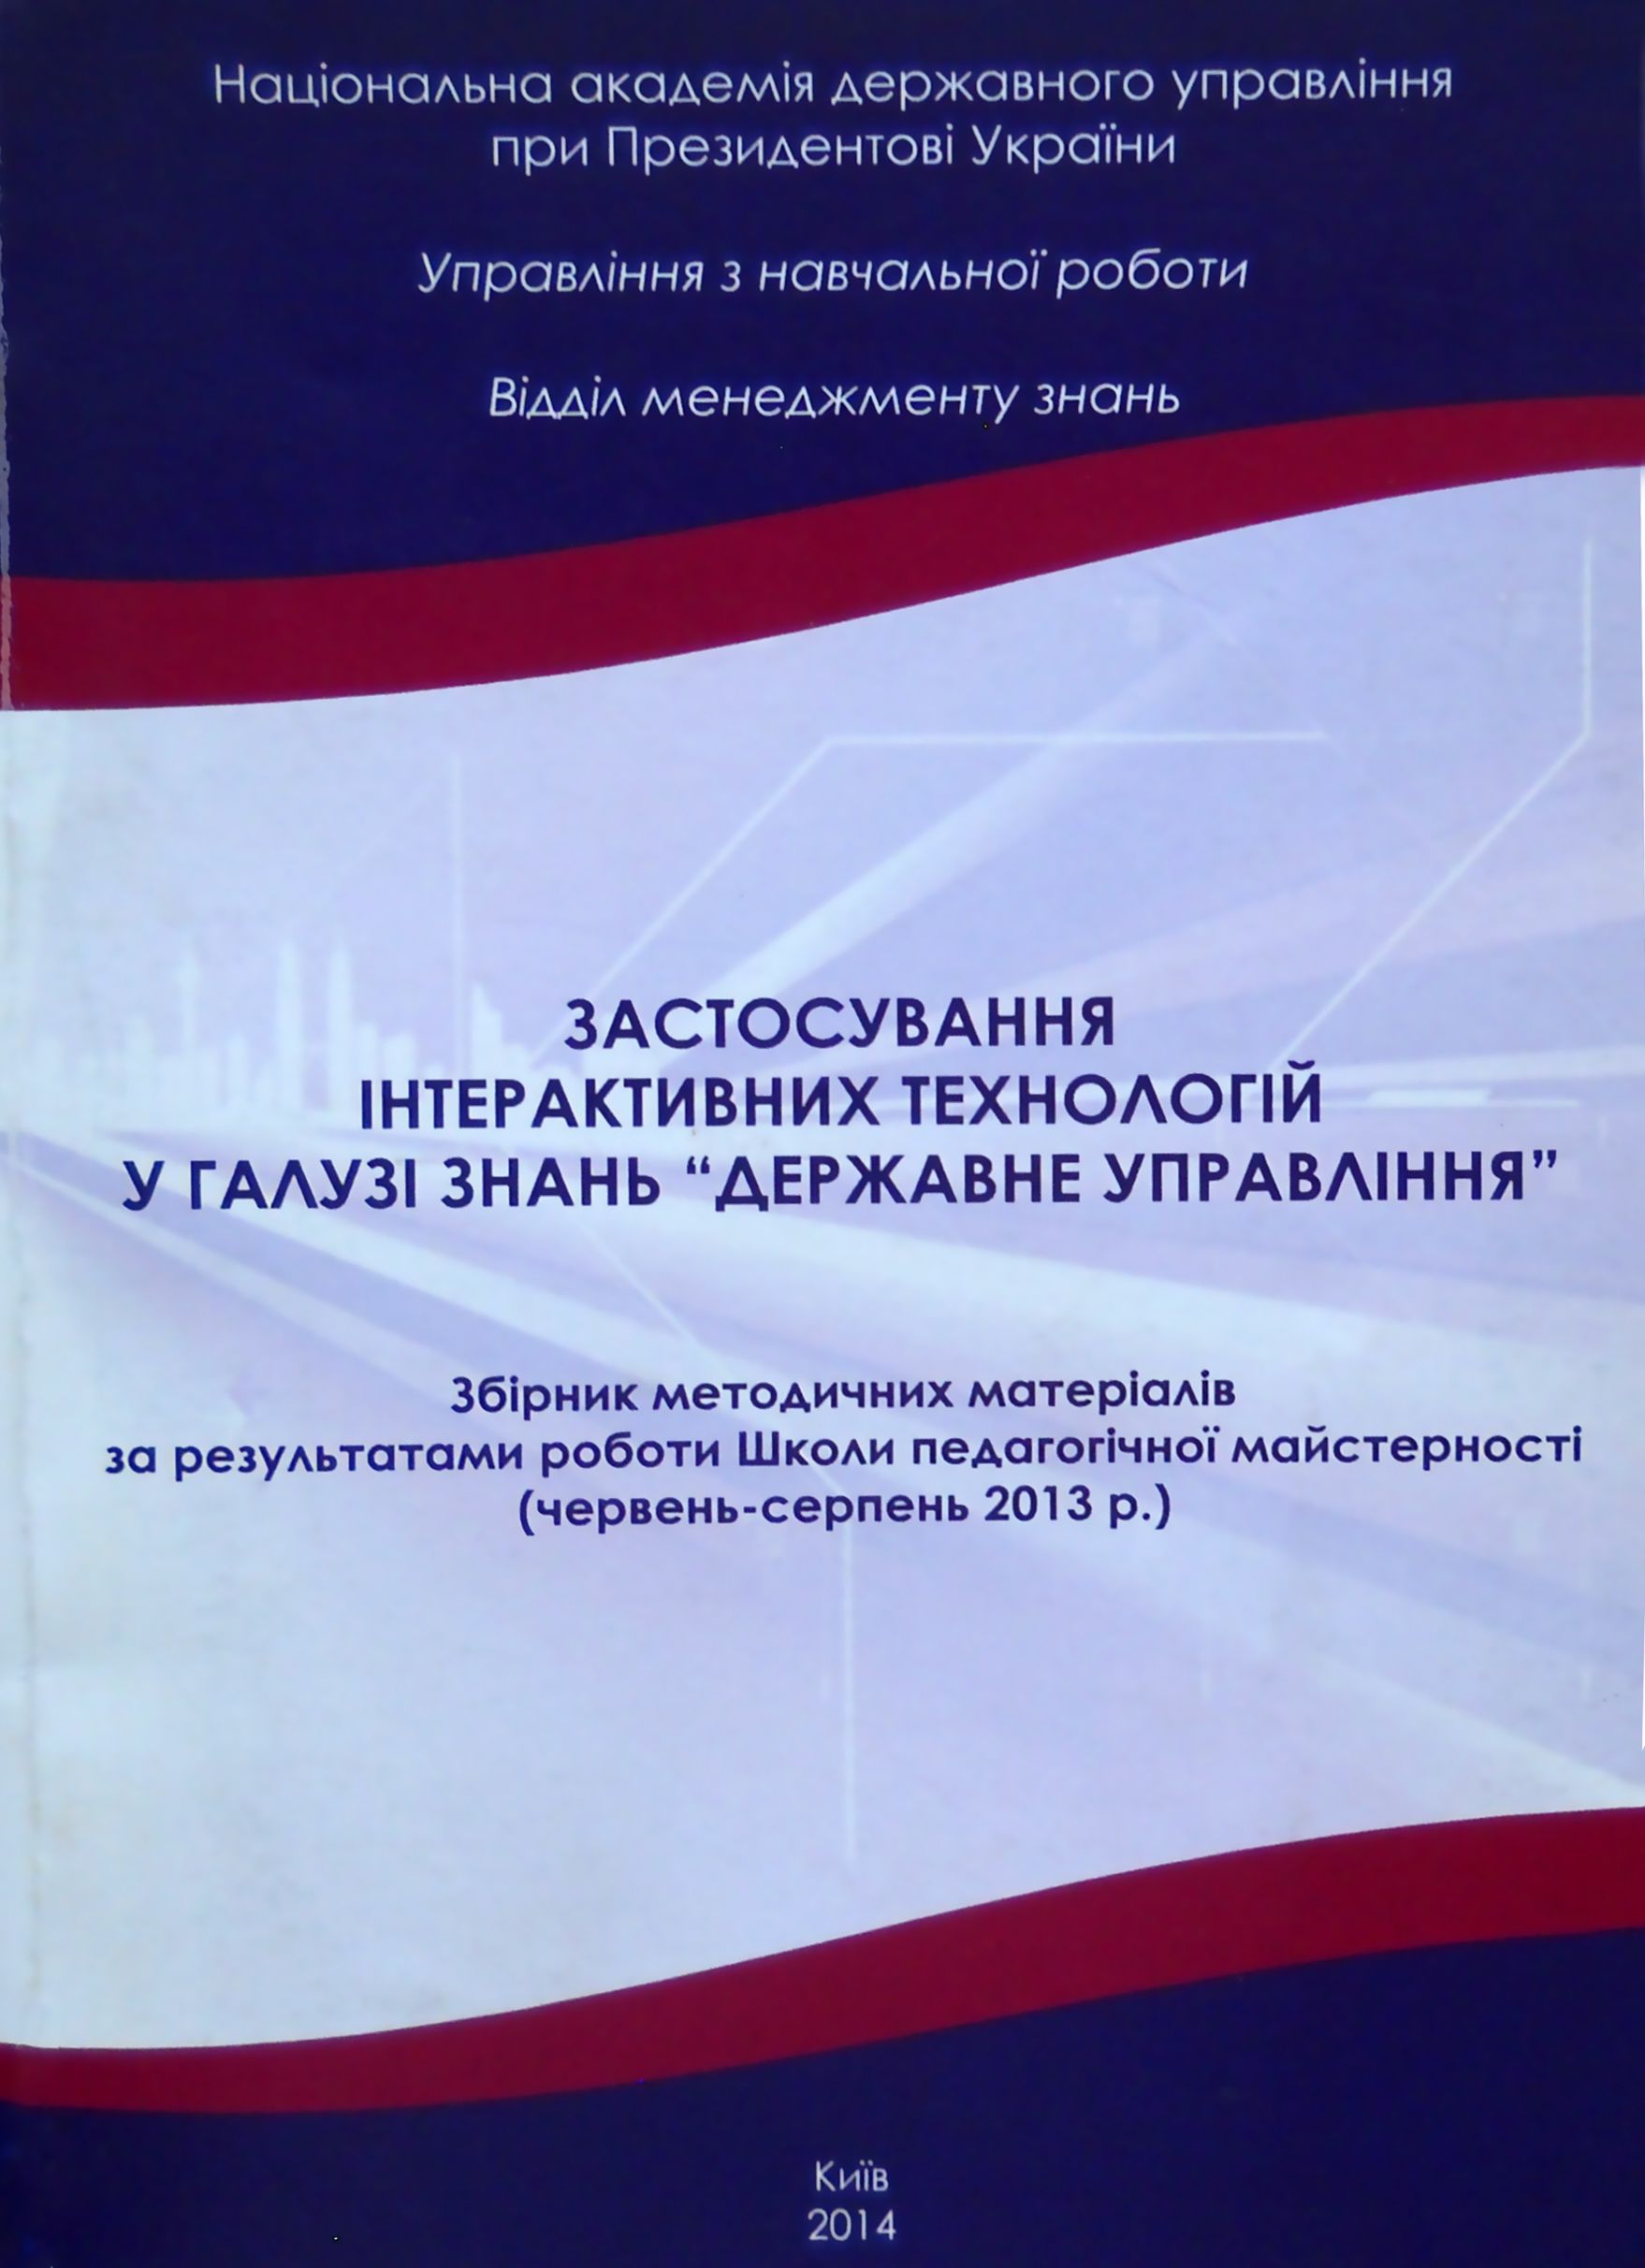 Національна академія державного управління
при Президентові України
Управління з навчальної роботи
Відділ менеджменту знань
ЗАСТОСУВАННЯ
ІНТЕРАКТИВНИХ ТЕХНОЛОГІЙ
У ГАЛУЗІ ЗНАНЬ “ДЕРЖАВНЕ УПРАВЛІННЯ”
Збірник методичних матеріалів
за результатами роботи Школи педагогічної майстерності
(червень-серпень 2013 р.)
Київ
2014